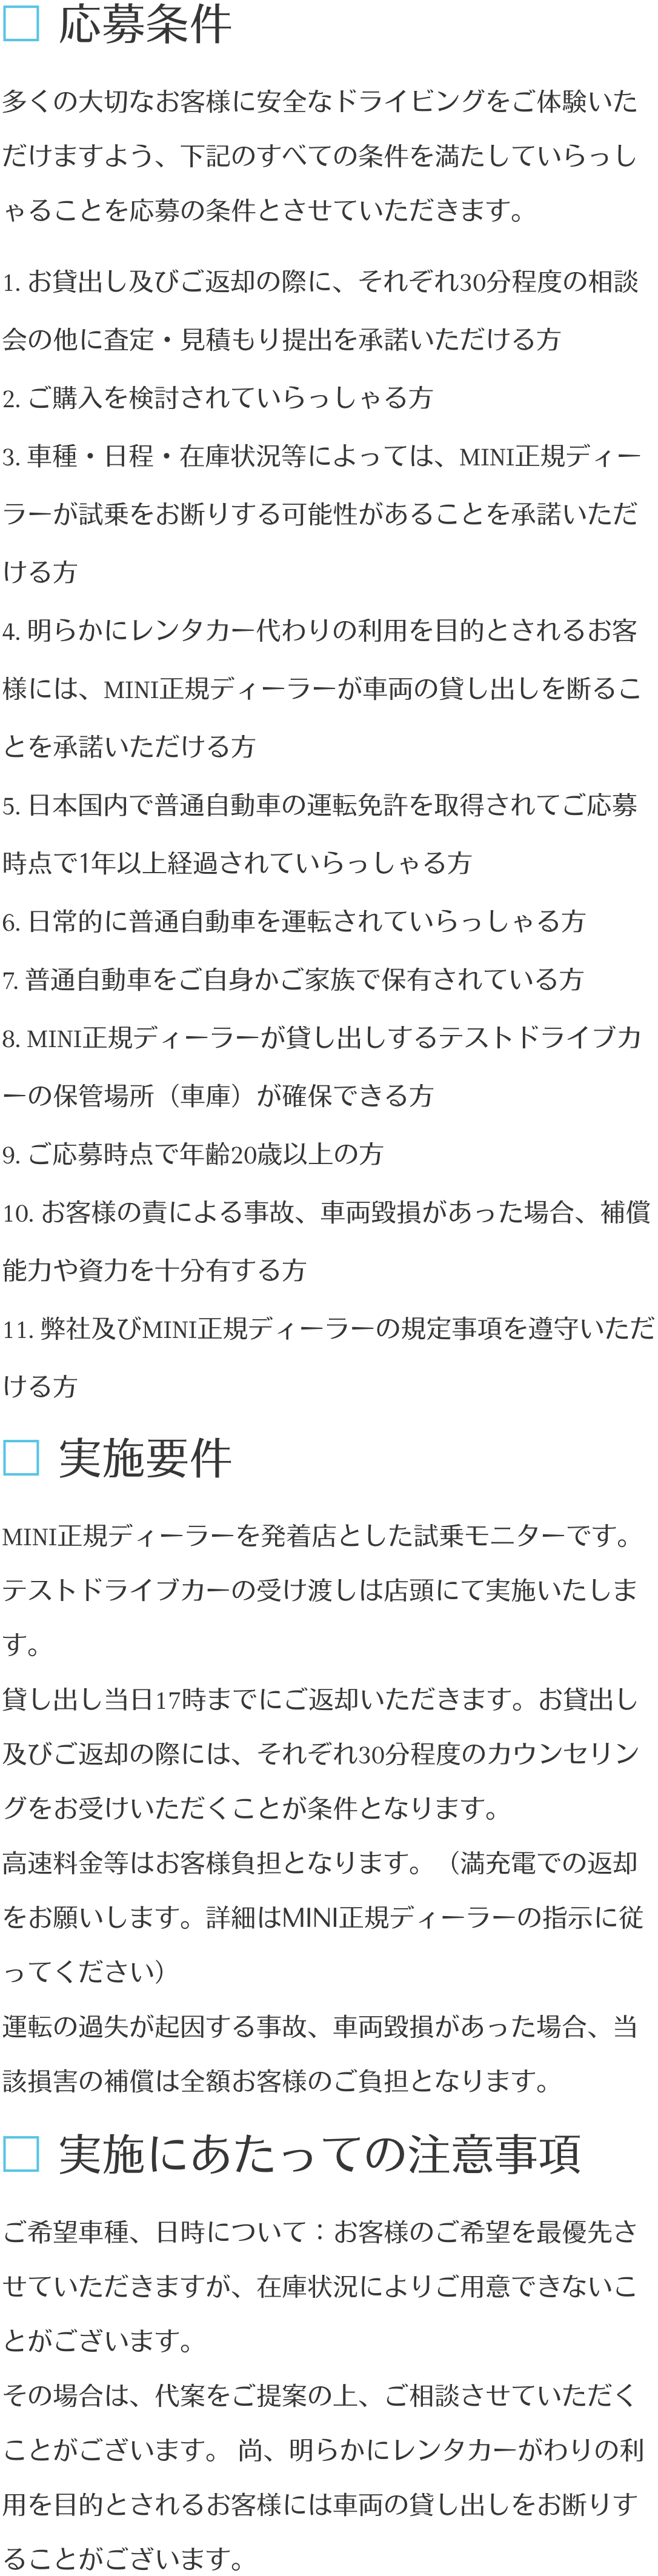 応募条件
多くの大切なお客様に安全なドライビングをご体験いた
だけますよう、下記のすべての条件を満たしていらっし
ゃることを応募の条件とさせていただきます。
1. お貸出し及びご返却の際に、それぞれ30分程度の相談
会の他に査定・見積もり提出を承諾いただける方
2. ご購入を検討されていらっしゃる方
3. 車種・日程・在庫状況等によっては、MINI正規ディー
ラーが試乗をお断りする可能性があることを承諾いただ
ける方
4. 明らかにレンタカー代わりの利用を目的とされるお客
様には、MINI正規ディーラーが車両の貸し出しを断るこ
とを承諾いただける方
5. 日本国内で普通自動車の運転免許を取得されてご応募
時点で1年以上経過されていらっしゃる方
6. 日常的に普通自動車を運転されていらっしゃる方
7. 普通自動車をご自身かご家族で保有されている方
8. MINI正規ディーラーが貸し出しするテストドライブカ
ーの保管場所（車庫）が確保できる方
9. ご応募時点で年齢20歳以上の方
10. お客様の責による事故、車両毀損があった場合、補償
能力や資力を十分有する方
11. 弊社及びMINI正規ディーラーの規定事項を遵守いただ
ける方
実施要件
MINI正規ディーラーを発着店とした試乗モニターです。
テストドライブカーの受け渡しは店頭にて実施いたしま
す。
貸し出し当日17時までにご返却いただきます。お貸出し
及びご返却の際には、それぞれ30分程度のカウンセリン
グをお受けいただくことが条件となります。
高速料金等はお客様負担となります。（満充電での返却
をお願いします。詳細はMINI正規ディーラーの指示に従
ってください）
運転の過失が起因する事故、車両毀損があった場合、当
該損害の補償は全額お客様のご負担となります。
実施にあたっての注意事項
ご希望車種、日時について：お客様のご希望を最優先さ
せていただきますが、在庫状況によりご用意できないこ
とがございます。
その場合は、代案をご提案の上、ご相談させていただく
ことがございます。 尚、明らかにレンタカーがわりの利
用を目的とされるお客様には車両の貸し出しをお断りす
ることがございます。